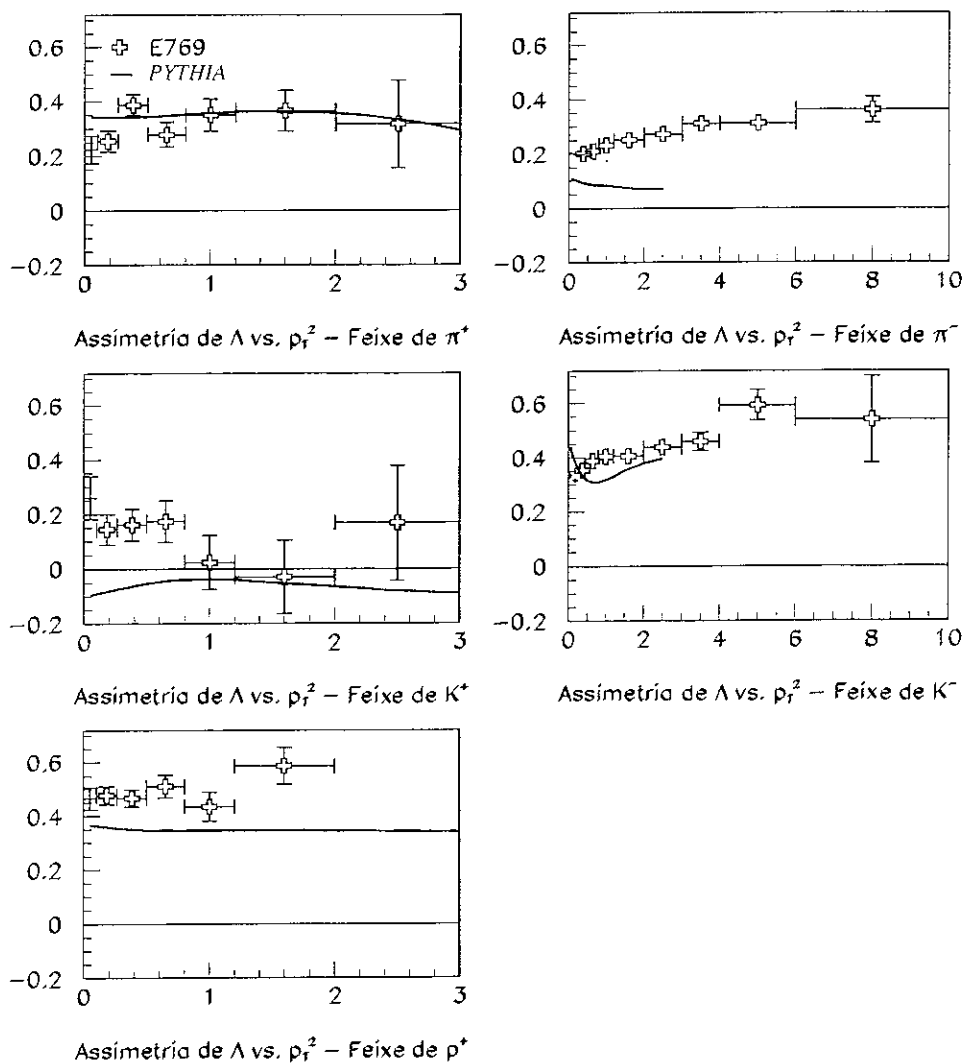 0.6
0.4
0.2
0
−0.2
E769
PYTHIA
0 1 2 3
Assimetria de Λ vs. p_T² − Feixe de π⁺
0.6
0.4
0.2
0
−0.2
0 2 4 6 8 10
Assimetria de Λ vs. p_T² − Feixe de π⁻
0.6
0.4
0.2
0
−0.2
0 1 2 3
Assimetria de Λ vs. p_T² − Feixe de K⁺
0.6
0.4
0.2
0
−0.2
0 2 4 6 8 10
Assimetria de Λ vs. p_T² − Feixe de K⁻
0.6
0.4
0.2
0
−0.2
0 1 2 3
Assimetria de Λ vs. p_T² − Feixe de p⁺